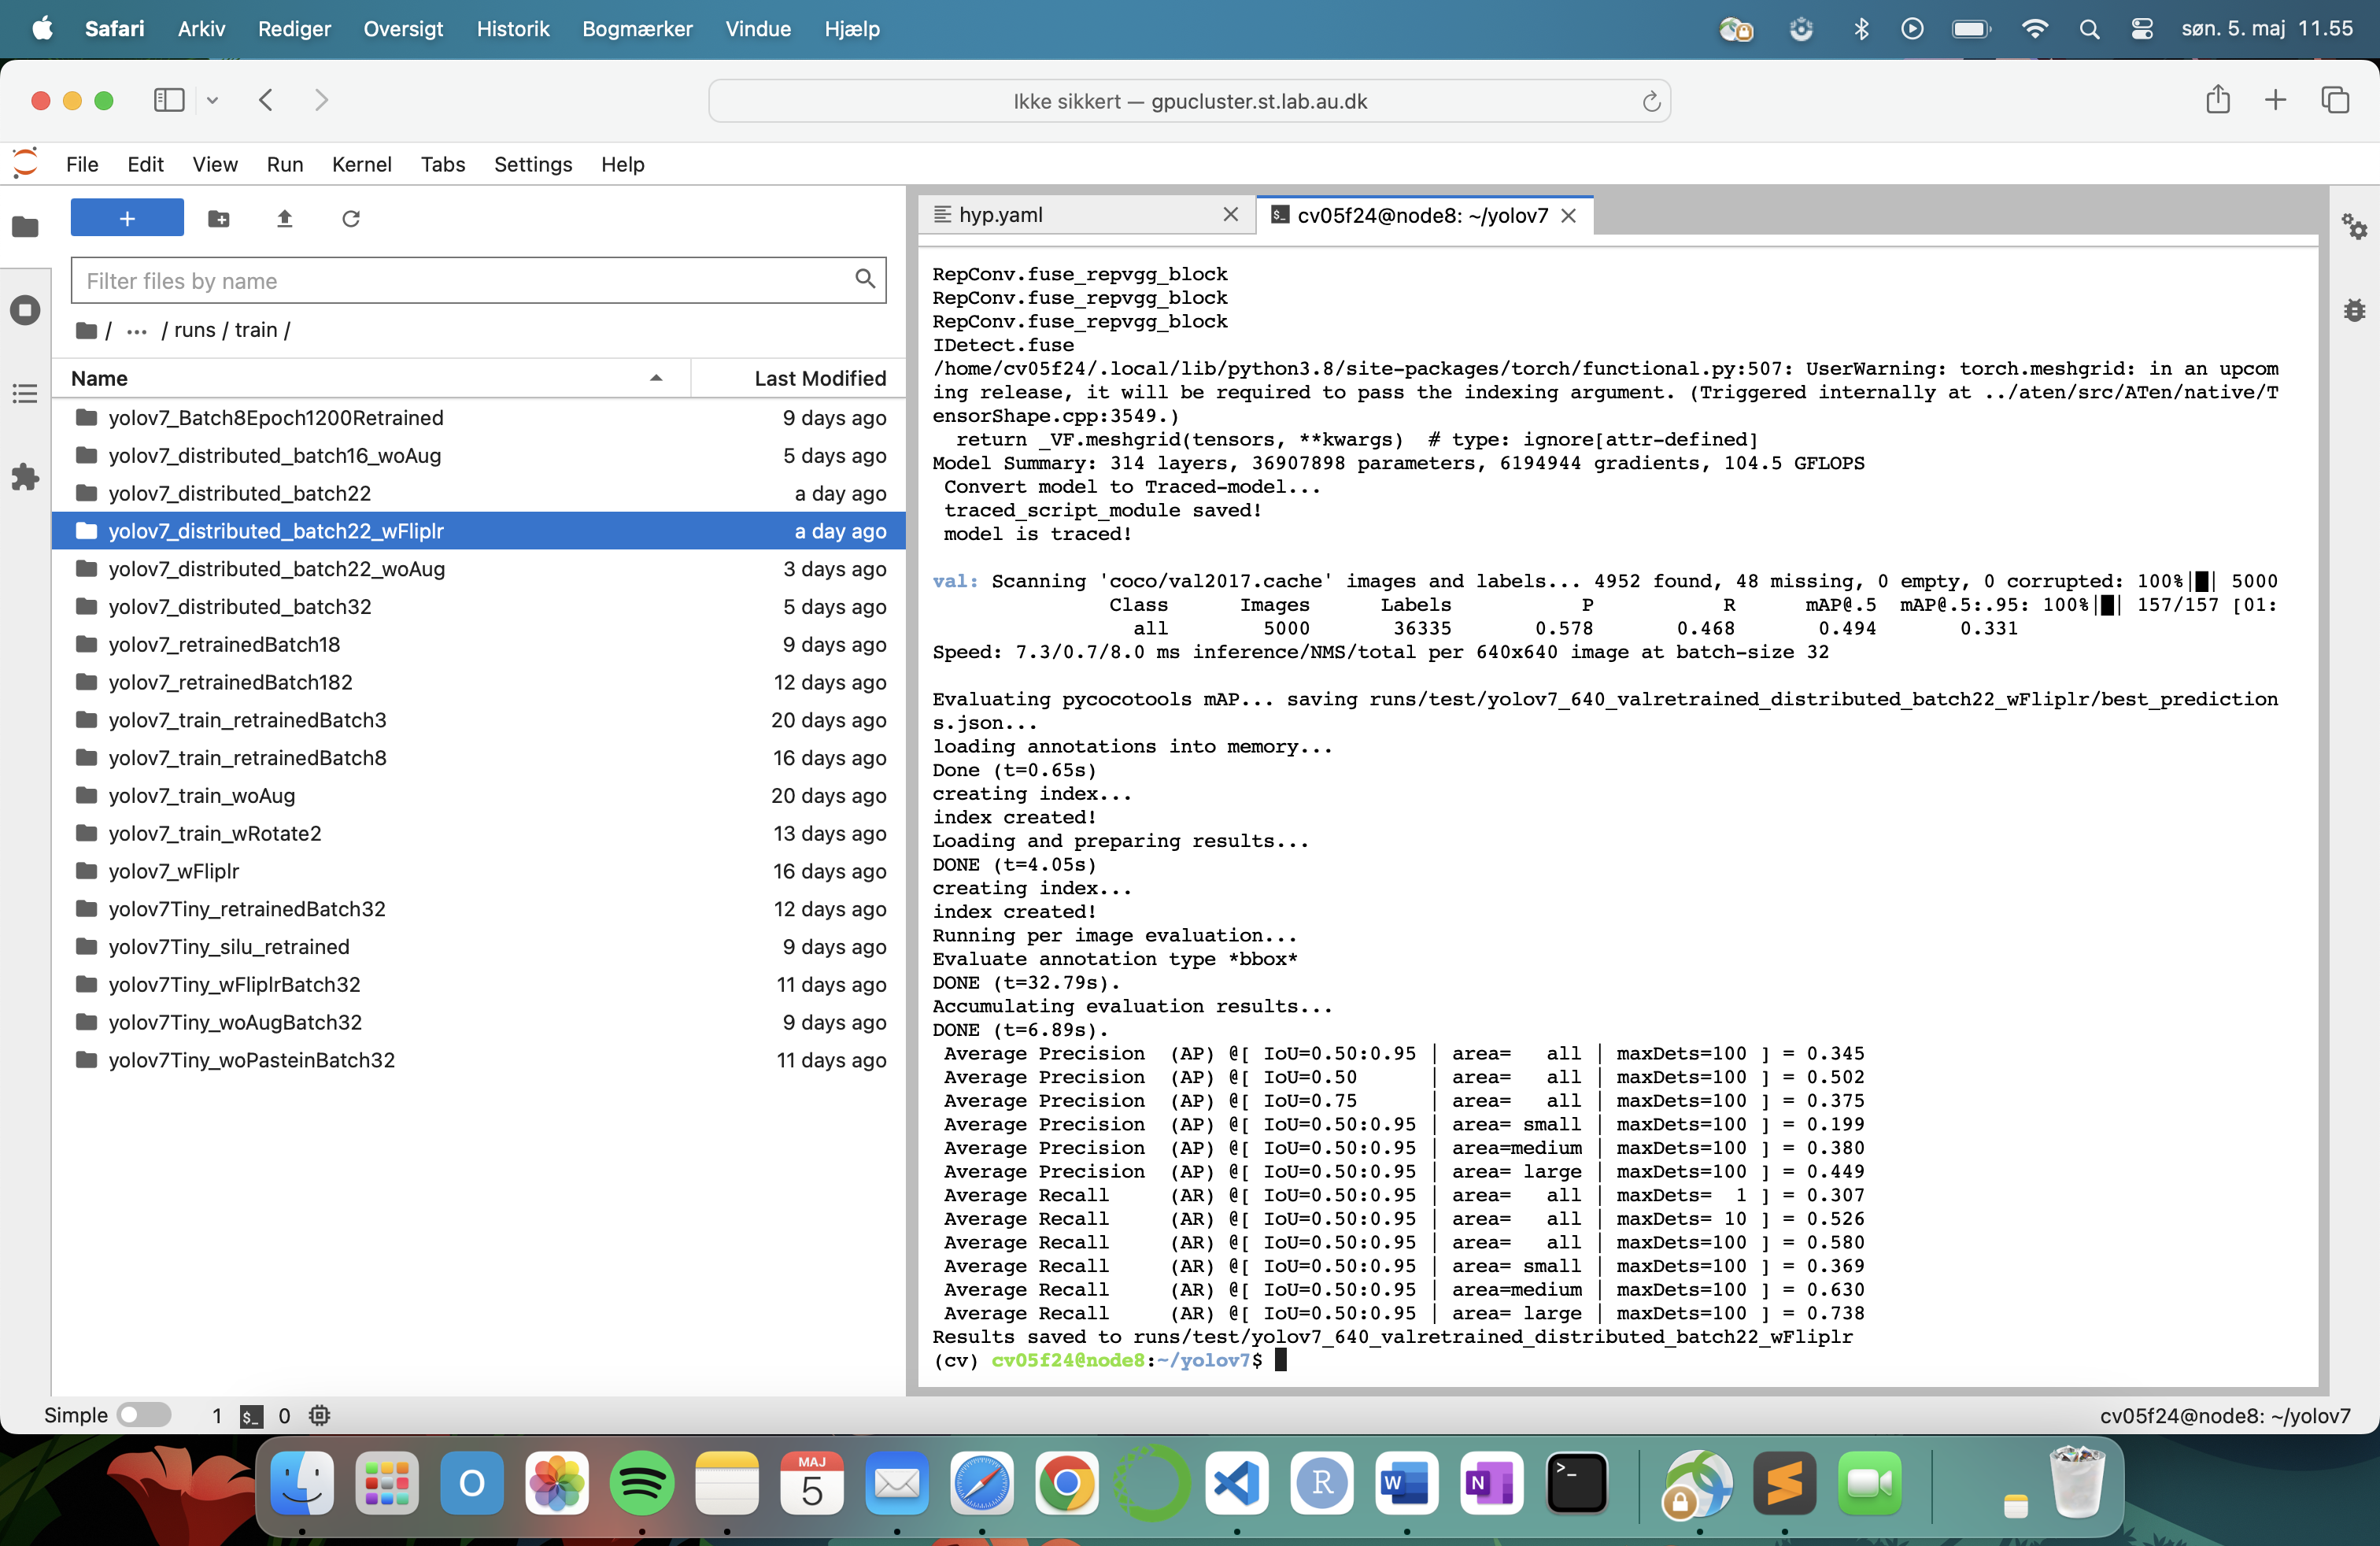 Safari Arkiv Rediger Oversigt Historik Bogmærker Vindue Hjælp søn. 5. maj 11.55
Ikke sikkert — gpucluster.st.lab.au.dk
File Edit View Run Kernel Tabs Settings Help
+
Filter files by name
/ ... / runs / train /
Name Last Modified
yolov7_Batch8Epoch1200Retrained 9 days ago
yolov7_distributed_batch16_woAug 5 days ago
yolov7_distributed_batch22 a day ago
yolov7_distributed_batch22_wFliplr a day ago
yolov7_distributed_batch22_woAug 3 days ago
yolov7_distributed_batch32 5 days ago
yolov7_retrainedBatch18 9 days ago
yolov7_retrainedBatch182 12 days ago
yolov7_train_retrainedBatch3 20 days ago
yolov7_train_retrainedBatch8 16 days ago
yolov7_train_woAug 20 days ago
yolov7_train_wRotate2 13 days ago
yolov7_wFliplr 16 days ago
yolov7Tiny_retrainedBatch32 12 days ago
yolov7Tiny_silu_retrained 9 days ago
yolov7Tiny_wFliplrBatch32 11 days ago
yolov7Tiny_woAugBatch32 9 days ago
yolov7Tiny_woPasteinBatch32 11 days ago
hyp.yaml
cv05f24@node8: ~/yolov7
RepConv.fuse_repvgg_block
RepConv.fuse_repvgg_block
RepConv.fuse_repvgg_block
IDetect.fuse
/home/cv05f24/.local/lib/python3.8/site-packages/torch/functional.py:507: UserWarning: torch.meshgrid: in an upcom
ing release, it will be required to pass the indexing argument. (Triggered internally at ../aten/src/ATen/native/T
ensorShape.cpp:3549.)
return _VF.meshgrid(tensors, **kwargs)  # type: ignore[attr-defined]
Model Summary: 314 layers, 36907898 parameters, 6194944 gradients, 104.5 GFLOPS
Convert model to Traced-model...
traced_script_module saved!
model is traced!
val: Scanning 'coco/val2017.cache' images and labels... 4952 found, 48 missing, 0 empty, 0 corrupted: 100%|█| 5000
Class Images Labels P R mAP@.5 mAP@.5:.95: 100%|█| 157/157 [01:
all 5000 36335 0.578 0.468 0.494 0.331
Speed: 7.3/0.7/8.0 ms inference/NMS/total per 640x640 image at batch-size 32
Evaluating pycocotools mAP... saving runs/test/yolov7_640_valretrained_distributed_batch22_wFliplr/best_prediction
s.json...
loading annotations into memory...
Done (t=0.65s)
creating index...
index created!
Loading and preparing results...
DONE (t=4.05s)
creating index...
index created!
Running per image evaluation...
Evaluate annotation type *bbox*
DONE (t=32.79s).
Accumulating evaluation results...
DONE (t=6.89s).
Average Precision  (AP) @[ IoU=0.50:0.95 | area=   all | maxDets=100 ] = 0.345
Average Precision  (AP) @[ IoU=0.50      | area=   all | maxDets=100 ] = 0.502
Average Precision  (AP) @[ IoU=0.75      | area=   all | maxDets=100 ] = 0.375
Average Precision  (AP) @[ IoU=0.50:0.95 | area= small | maxDets=100 ] = 0.199
Average Precision  (AP) @[ IoU=0.50:0.95 | area=medium | maxDets=100 ] = 0.380
Average Precision  (AP) @[ IoU=0.50:0.95 | area= large | maxDets=100 ] = 0.449
Average Recall     (AR) @[ IoU=0.50:0.95 | area=   all | maxDets=  1 ] = 0.307
Average Recall     (AR) @[ IoU=0.50:0.95 | area=   all | maxDets= 10 ] = 0.526
Average Recall     (AR) @[ IoU=0.50:0.95 | area=   all | maxDets=100 ] = 0.580
Average Recall     (AR) @[ IoU=0.50:0.95 | area= small | maxDets=100 ] = 0.369
Average Recall     (AR) @[ IoU=0.50:0.95 | area=medium | maxDets=100 ] = 0.630
Average Recall     (AR) @[ IoU=0.50:0.95 | area= large | maxDets=100 ] = 0.738
Results saved to runs/test/yolov7_640_valretrained_distributed_batch22_wFliplr
(cv) cv05f24@node8:~/yolov7$
Simple 1 $_ 0 cv05f24@node8: ~/yolov7
O MAJ 5 R W N >_